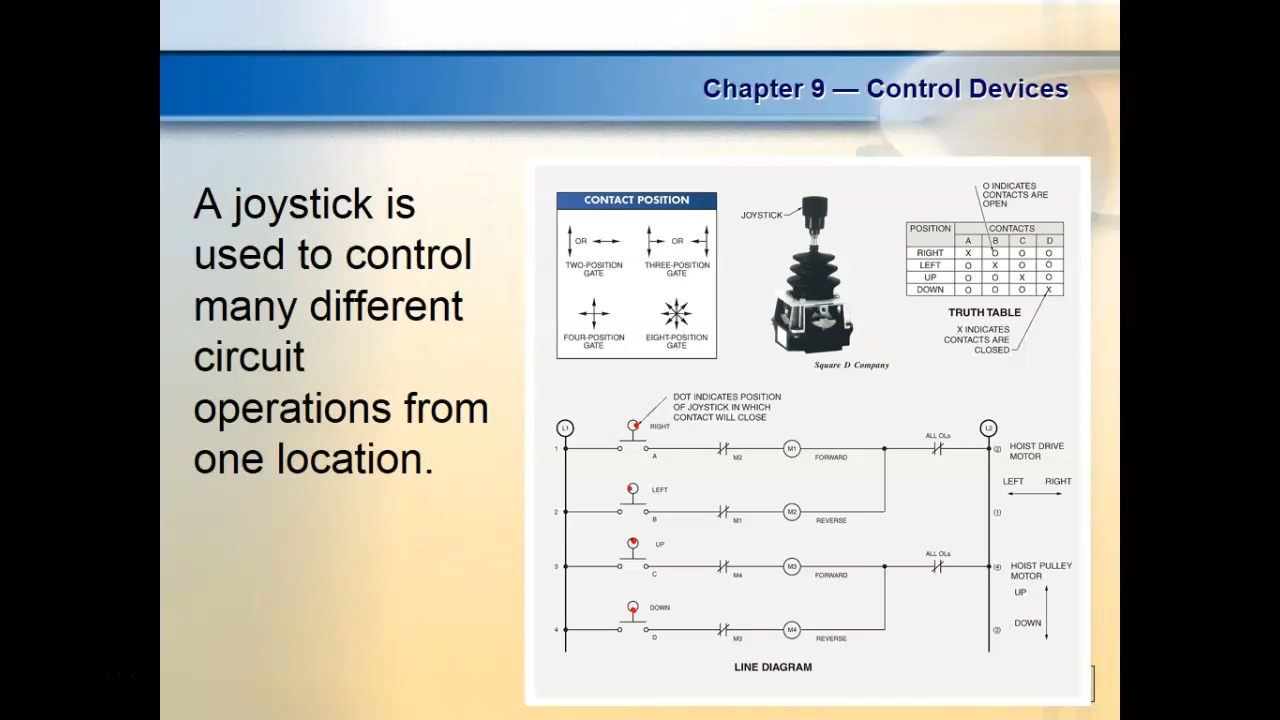 Chapter 9 — Control Devices
A joystick is
used to control
many different
circuit
operations from
one location.
CONTACT POSITION
OR
OR
TWO-POSITION
GATE
THREE-POSITION
GATE
FOUR-POSITION
GATE
EIGHT-POSITION
GATE
JOYSTICK
Square D Company
O INDICATES
CONTACTS ARE
OPEN
POSITION CONTACTS
A B C D
RIGHT X O O O
LEFT O X O O
UP O O X O
DOWN O O O X
TRUTH TABLE
X INDICATES
CONTACTS ARE
CLOSED
DOT INDICATES POSITION
OF JOYSTICK IN WHICH
CONTACT WILL CLOSE
L1
RIGHT
ALL OLs
L2
1
A
M2
M1
FORWARD
(2)
HOIST DRIVE
MOTOR
LEFT
LEFT RIGHT
2
B
M1
M2
REVERSE
(1)
UP
ALL OLs
3
C
M4
M3
FORWARD
(4)
HOIST PULLEY
MOTOR
UP
DOWN
4
D
M3
M4
REVERSE
(3)
DOWN
LINE DIAGRAM